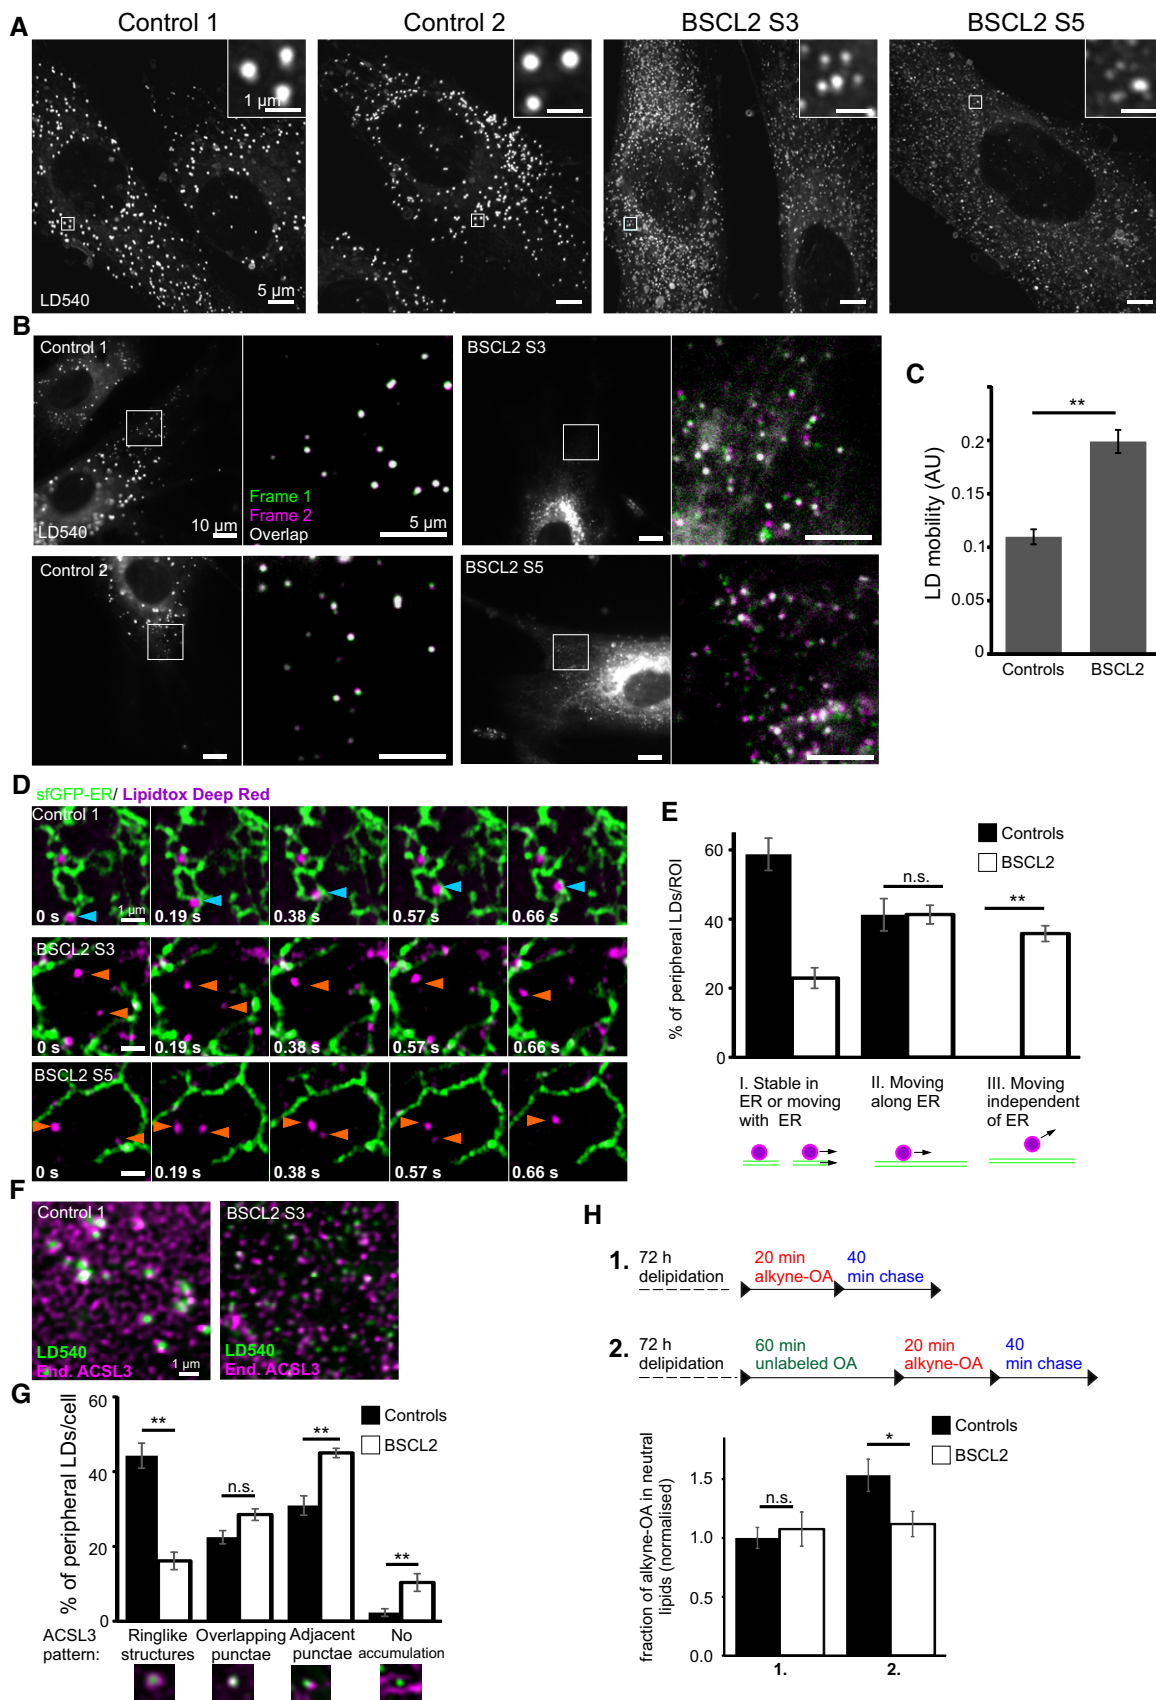 A
Control 1
Control 2
BSCL2 S3
BSCL2 S5
1 µm
5 µm
LD540
B
Control 1
LD540
10 µm
Frame 1
Frame 2
Overlap
5 µm
BSCL2 S3
Control 2
BSCL2 S5
C
**
LD mobility (AU)
0.2
0.15
0.1
0.05
0
Controls
BSCL2
D
sfGFP-ER/ Lipidtox Deep Red
Control 1
0 s
1 µm
0.19 s
0.38 s
0.57 s
0.66 s
BSCL2 S3
0 s
0.19 s
0.38 s
0.57 s
0.66 s
BSCL2 S5
0 s
0.19 s
0.38 s
0.57 s
0.66 s
E
Controls
BSCL2
% of peripheral LDs/ROI
60
40
20
0
n.s.
**
I. Stable in
ER or moving
with ER
II. Moving
along ER
III. Moving
independent
of ER
F
Control 1
LD540
End. ACSL3
1 µm
BSCL2 S3
LD540
End. ACSL3
G
% of peripheral LDs/cell
60
40
20
0
**
n.s.
**
**
Controls
BSCL2
ACSL3
pattern:
Ringlike
structures
Overlapping
punctae
Adjacent
punctae
No
accumulation
H
1.
72 h
delipidation
20 min
alkyne-OA
40
min chase
2.
72 h
delipidation
60 min
unlabeled OA
20 min
alkyne-OA
40
min chase
Controls
BSCL2
fraction of alkyne-OA in neutral
lipids (normalised)
1.5
1.0
0.5
0.0
n.s.
*
1.
2.